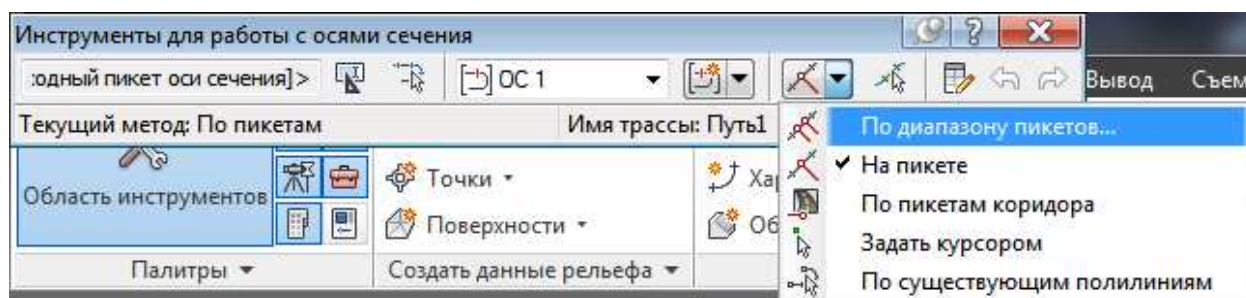 Инструменты для работы с осями сечения
:одный пикет оси сечения]> ОС 1
Вывод Съем
Текущий метод: По пикетам Имя трассы: Путь1
По диапазону пикетов...
На пикете
По пикетам коридора
Задать курсором
По существующим полилиниям
Область инструментов
Точки
Поверхности
Ха
Об
Палитры
Создать данные рельефа